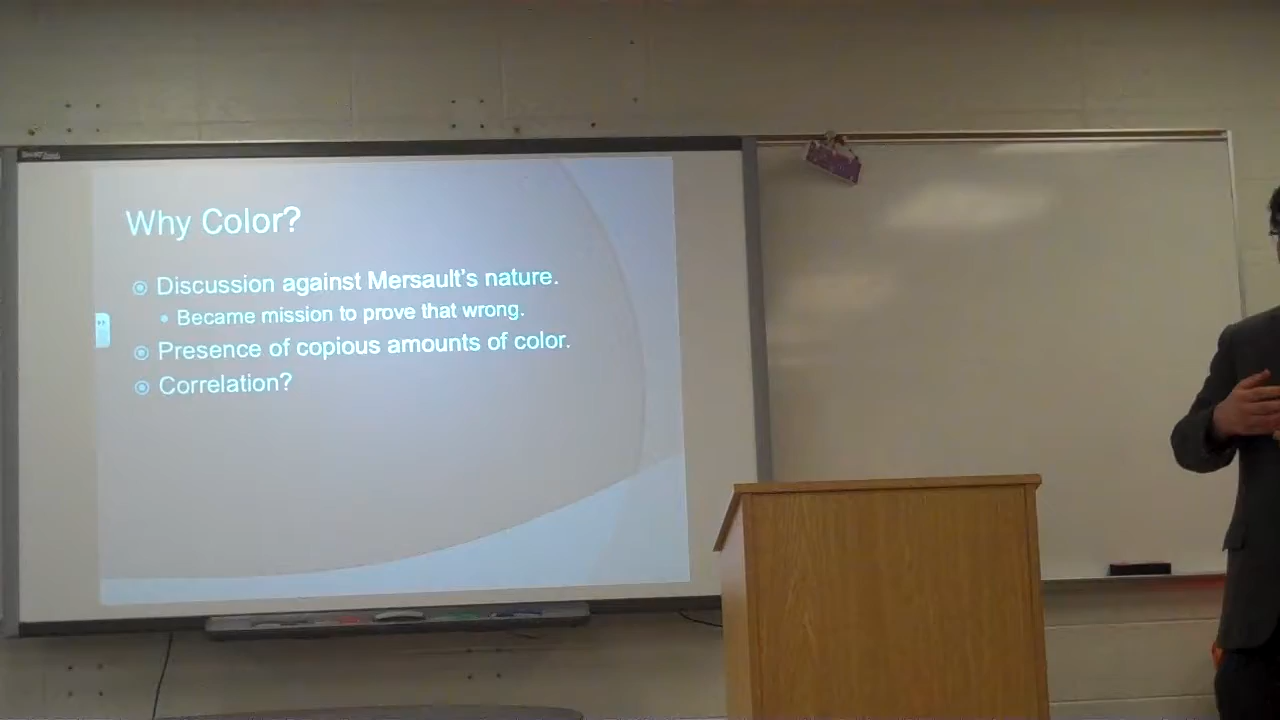 Why Color?
Discussion against Mersault's nature.
Became mission to prove that wrong.
Presence of copious amounts of color.
Correlation?